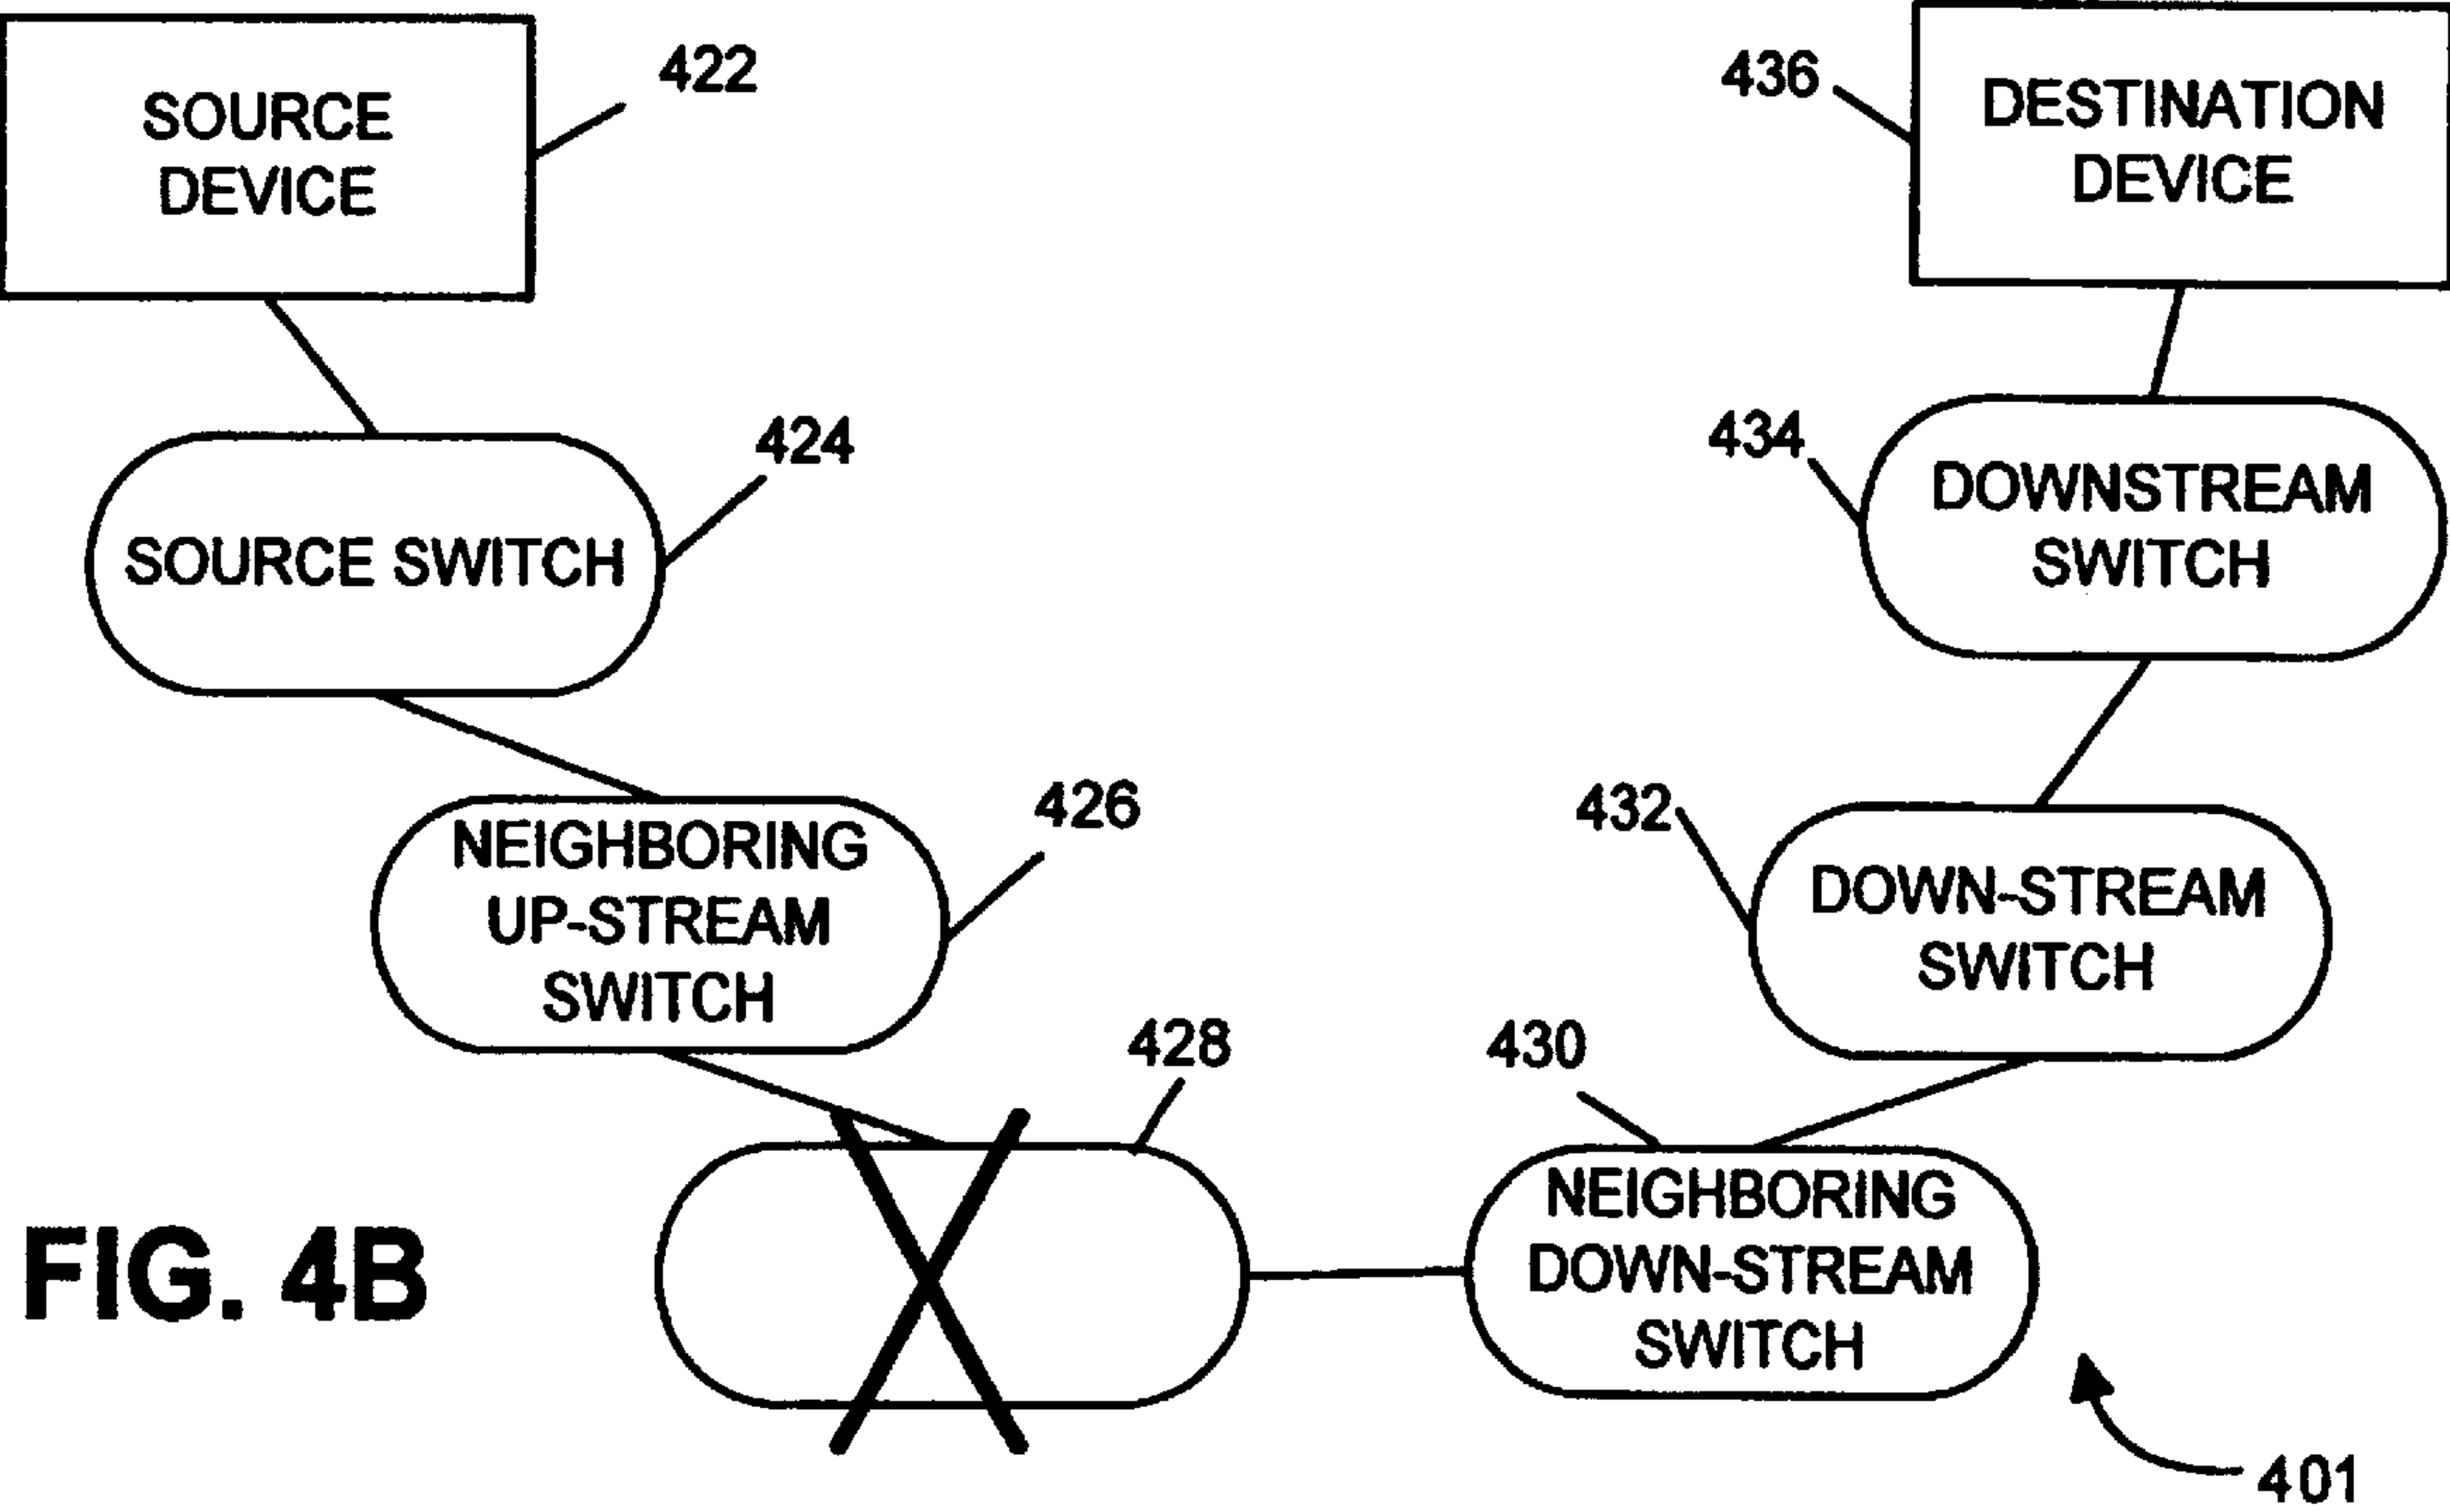 422
SOURCE
DEVICE
436
DESTINATION
DEVICE
424
SOURCE SWITCH
434
DOWNSTREAM
SWITCH
426
NEIGHBORING
UP-STREAM
SWITCH
432
DOWN-STREAM
SWITCH
428
430
NEIGHBORING
DOWN-STREAM
SWITCH
FIG. 4B
401